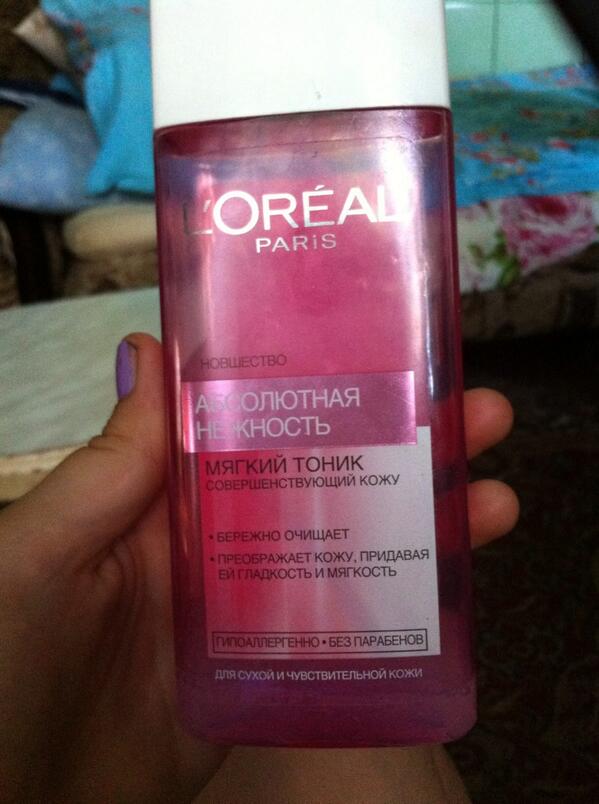 L'ORÉAL
PARIS
НОВШЕСТВО
АБСОЛЮТНАЯ
НЕЖНОСТЬ
МЯГКИЙ ТОНИК
СОВЕРШЕНСТВУЮЩИЙ КОЖУ
• БЕРЕЖНО ОЧИЩАЕТ
• ПРЕОБРАЖАЕТ КОЖУ, ПРИДАВАЯ
ЕЙ ГЛАДКОСТЬ И МЯГКОСТЬ
ГИПОАЛЛЕРГЕННО • БЕЗ ПАРАБЕНОВ
ДЛЯ СУХОЙ И ЧУВСТВИТЕЛЬНОЙ КОЖИ